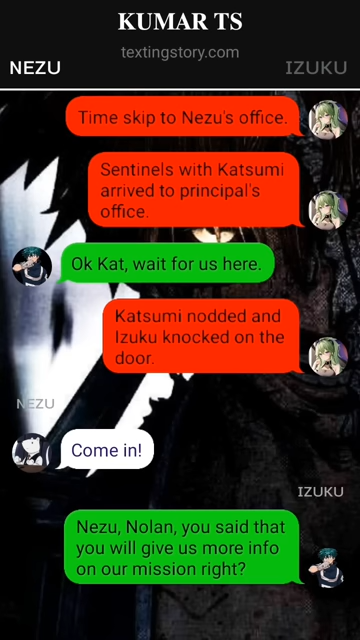 KUMAR TS
textingstory.com
NEZU IZUKU
Time skip to Nezu's office.
Sentinels with Katsumi
arrived to principal's
office.
Ok Kat, wait for us here.
Katsumi nodded and
Izuku knocked on the
door.
NEZU
Come in!
IZUKU
Nezu, Nolan, you said that
you will give us more info
on our mission right?